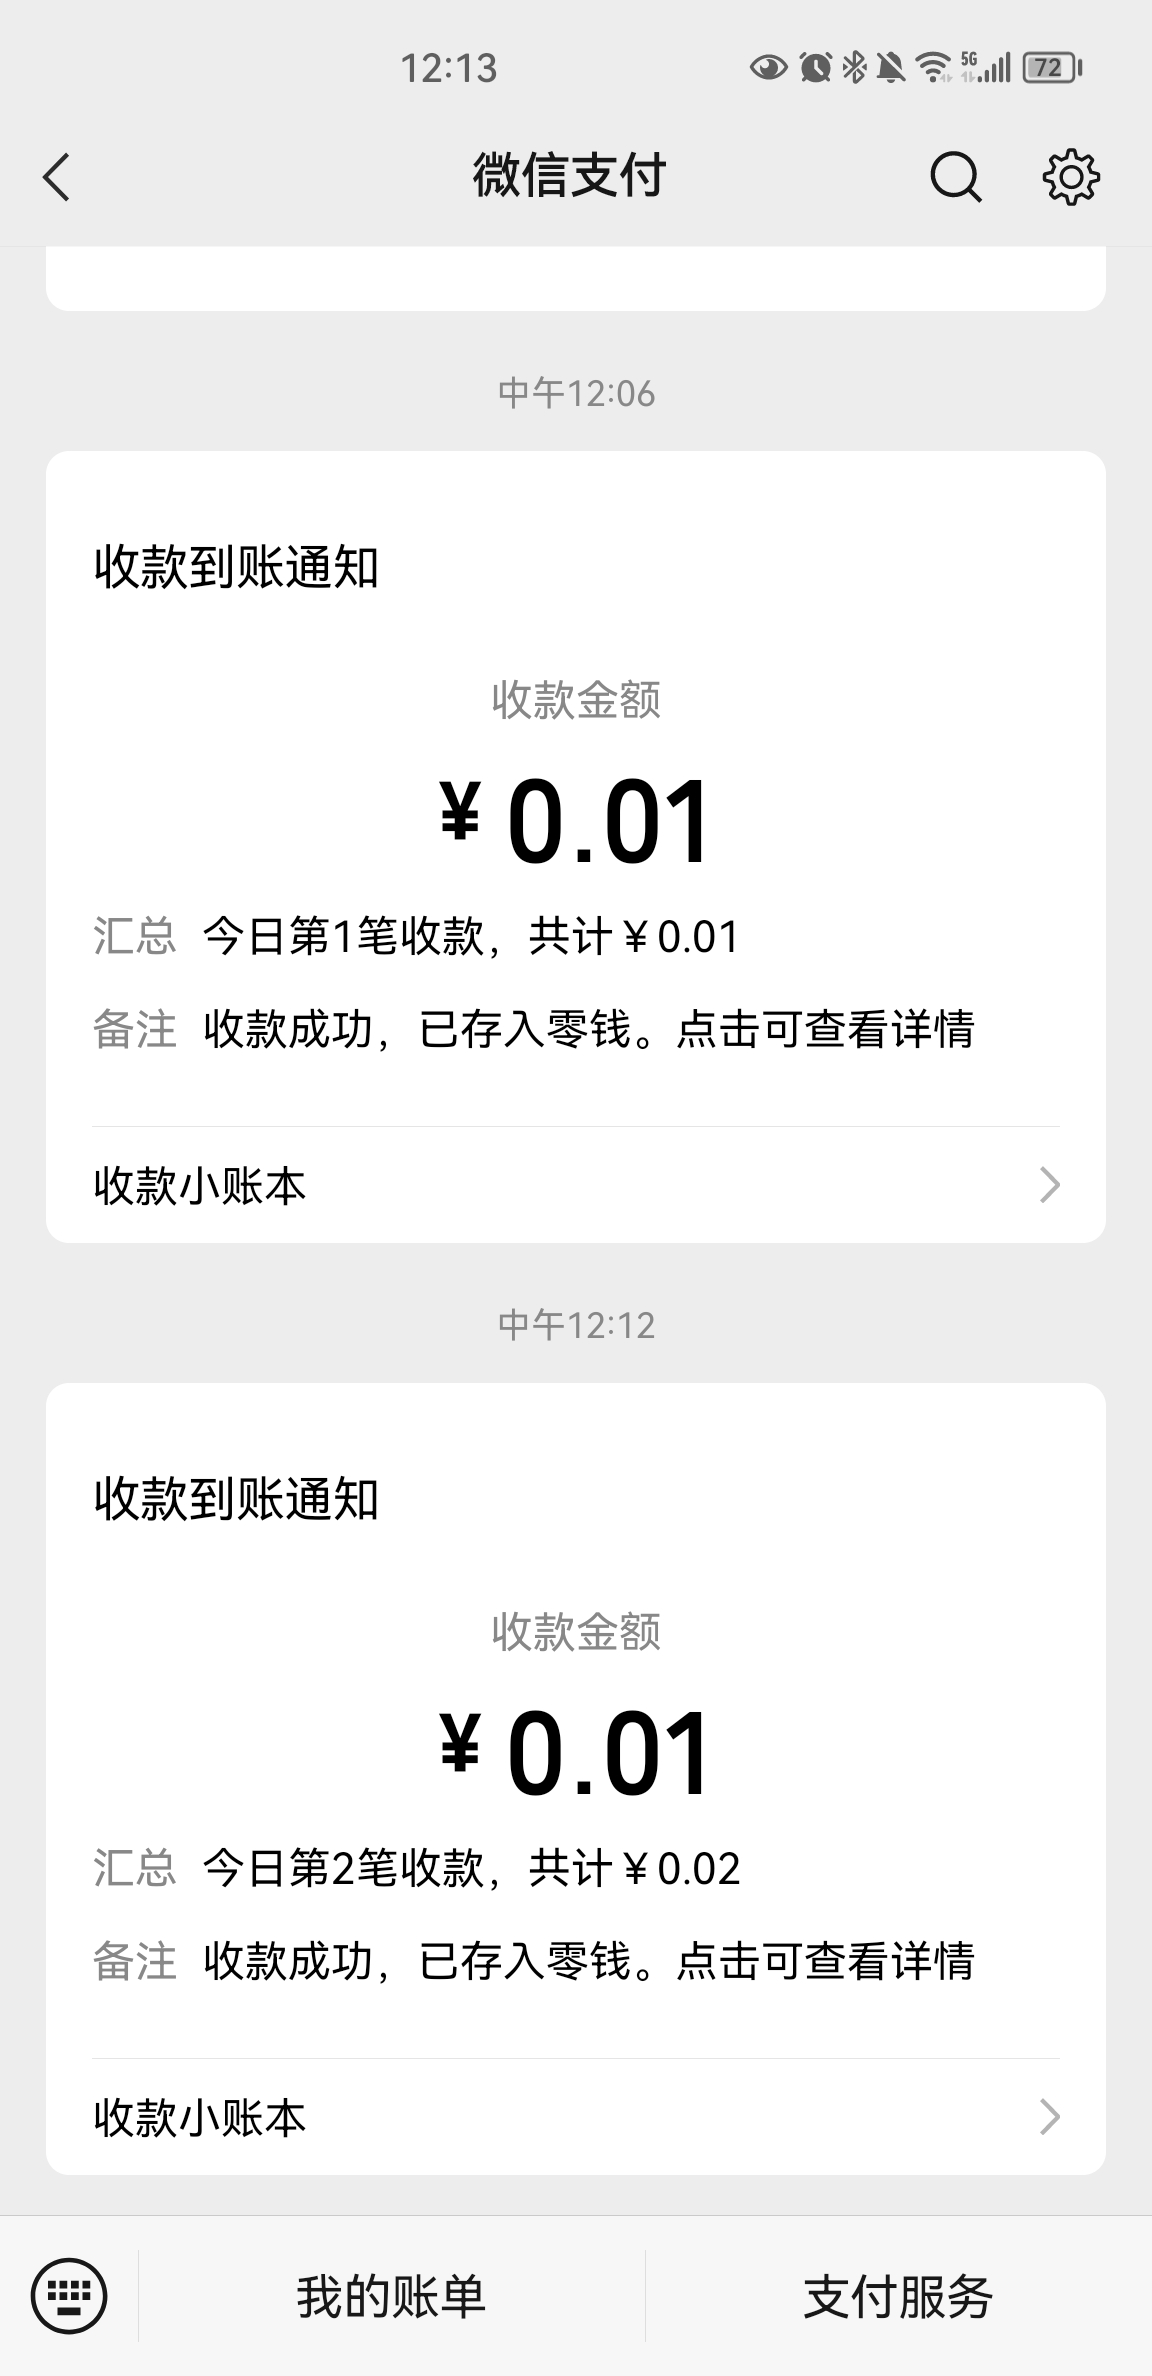 12:13
5G
72
微信支付
中午12:06
收款到账通知
收款金额
¥0.01
汇总 今日第1笔收款，共计¥0.01
备注 收款成功，已存入零钱。点击可查看详情
收款小账本
中午12:12
收款到账通知
收款金额
¥0.01
汇总 今日第2笔收款，共计¥0.02
备注 收款成功，已存入零钱。点击可查看详情
收款小账本
我的账单
支付服务